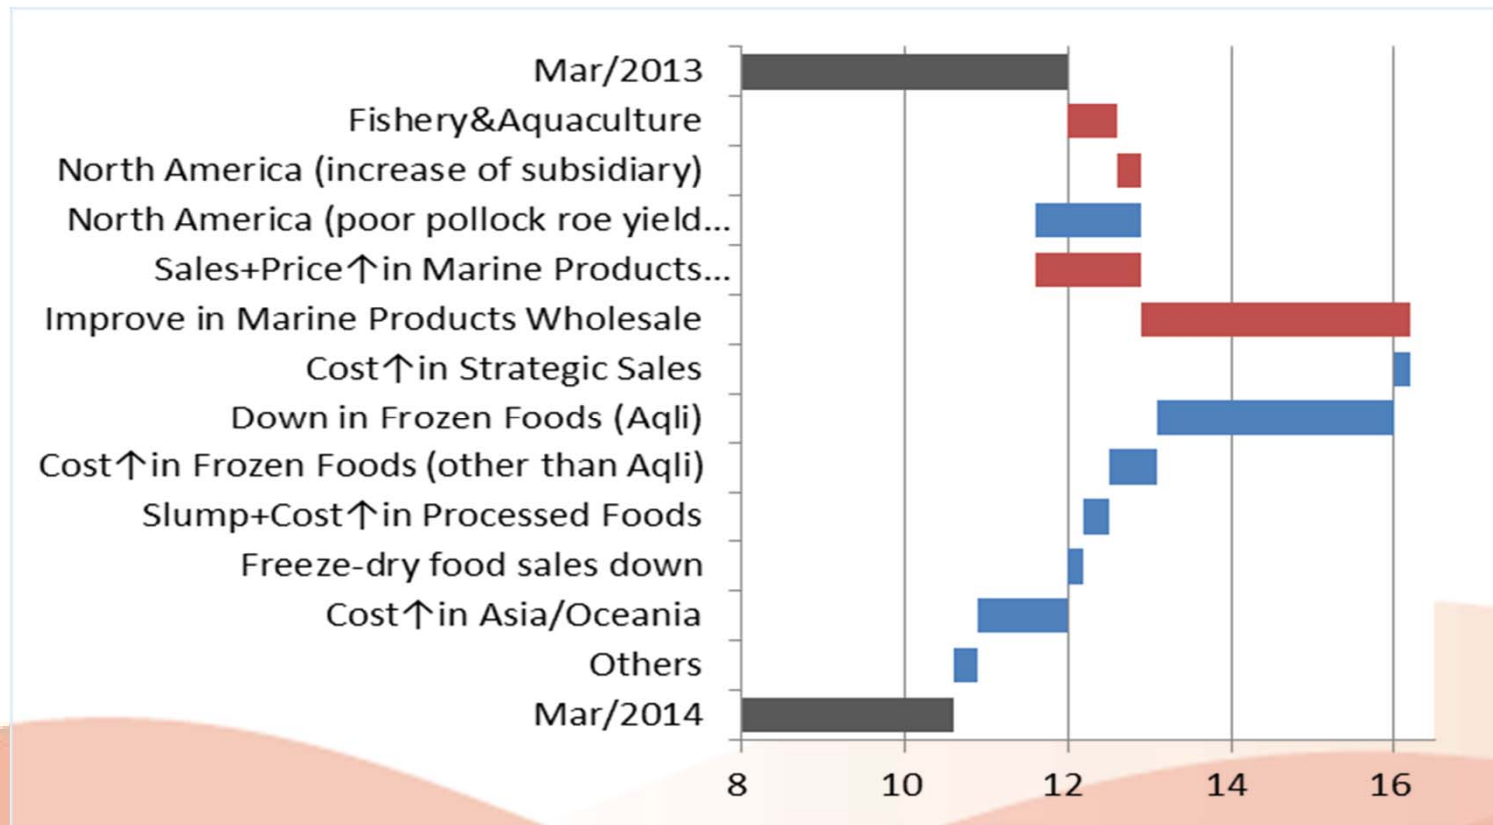 Mar/2013
Fishery&Aquaculture
North America (increase of subsidiary)
North America (poor pollock roe yield...
Sales+Price↑in Marine Products...
Improve in Marine Products Wholesale
Cost↑in Strategic Sales
Down in Frozen Foods (Aqli)
Cost↑in Frozen Foods (other than Aqli)
Slump+Cost↑in Processed Foods
Freeze-dry food sales down
Cost↑in Asia/Oceania
Others
Mar/2014
8 10 12 14 16